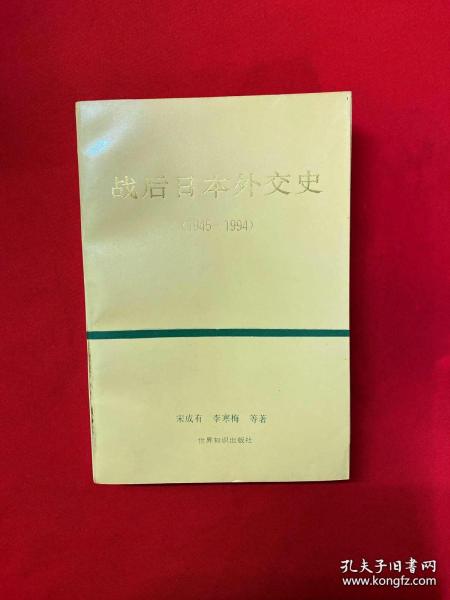 战后日本外交史
（1945－1994）
宋成有 李寒梅 等著
世界知识出版社
孔夫子旧书网
www.kongfz.com